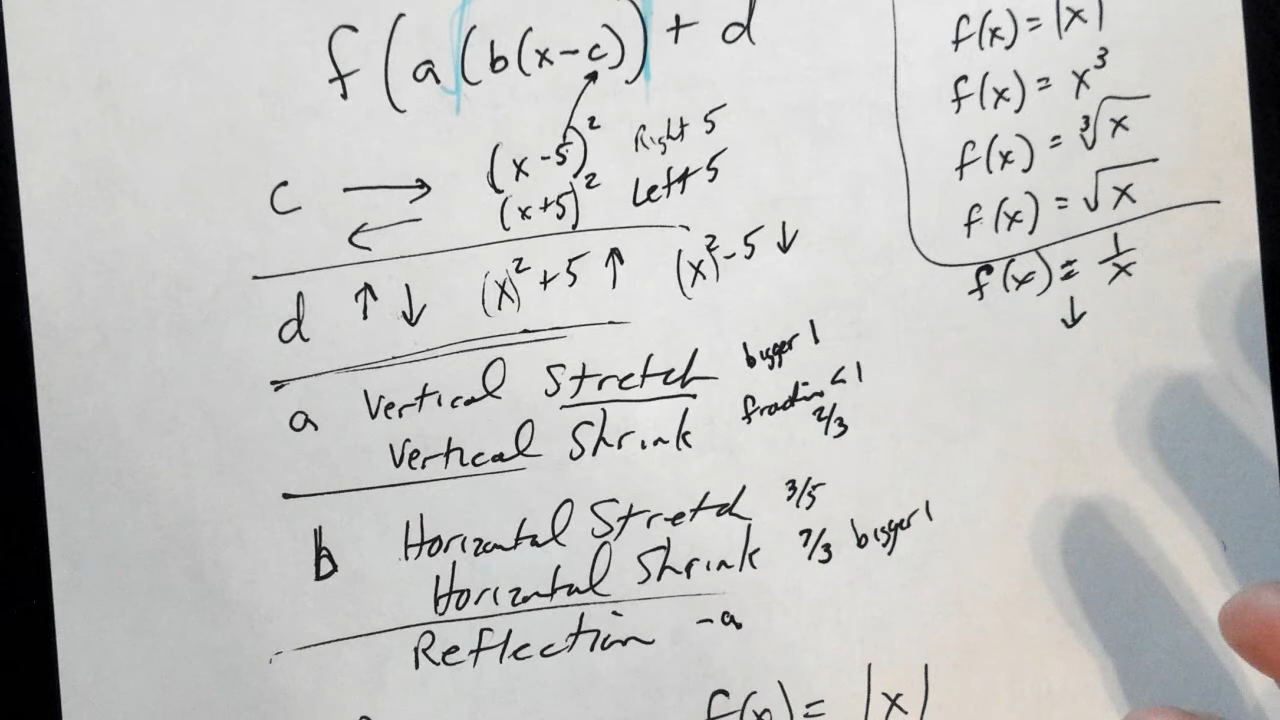 f(a(b(x-c))+d
(x-5)² Right 5
c → (x+5)² Left 5
←
d ↑ ↓ (x)²+5 ↑ (x)²-5 ↓
a Vertical Stretch bigger 1
Vertical Shrink fraction < 1
2/3
b Horizontal Stretch 3/5
Horizontal Shrink 7/3 bigger 1
Reflection -a
f(x) = |x|
f(x) = |x|
f(x) = x³
f(x) = ∛x
f(x) = √x
f(x) = 1/x
↓